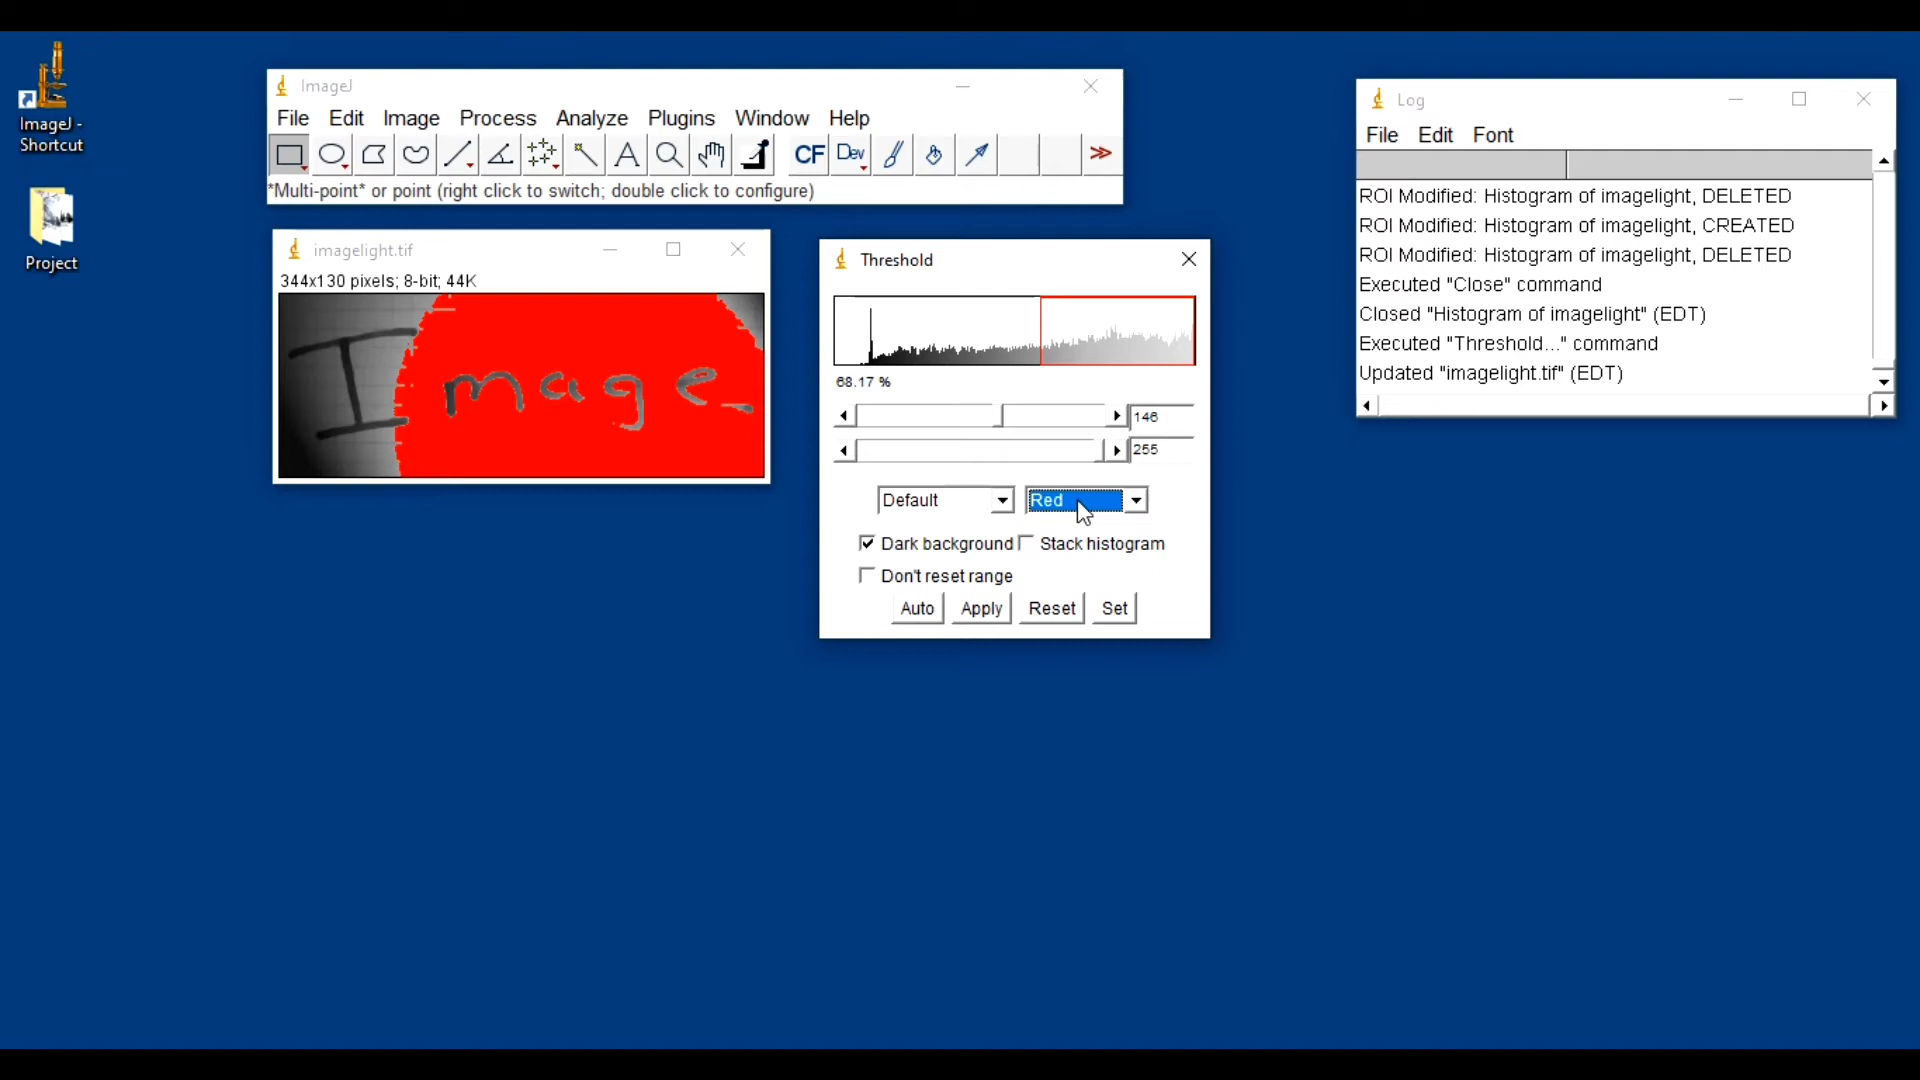 ImageJ - 
Shortcut
Project
ImageJ
File Edit Image Process Analyze Plugins Window Help
CF Dev >>
*Multi-point* or point (right click to switch; double click to configure)
imagelight.tif
344x130 pixels; 8-bit; 44K
Image
Threshold
68.17 %
146
255
Default Red
Dark background Stack histogram
Don't reset range
Auto Apply Reset Set
Log
File Edit Font
ROI Modified: Histogram of imagelight, DELETED
ROI Modified: Histogram of imagelight, CREATED
ROI Modified: Histogram of imagelight, DELETED
Executed "Close" command
Closed "Histogram of imagelight" (EDT)
Executed "Threshold..." command
Updated "imagelight.tif" (EDT)